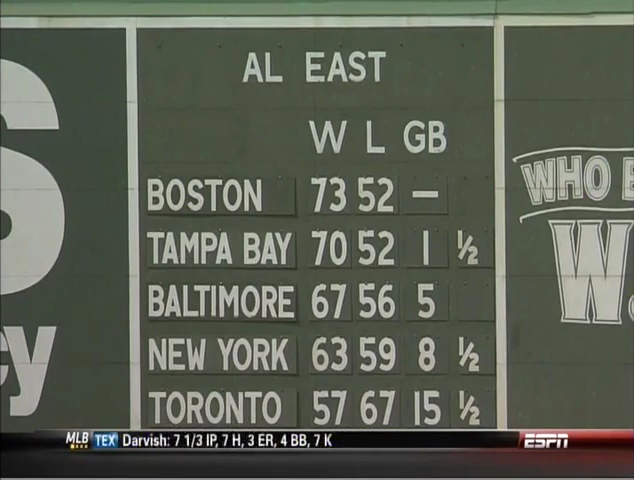 AL EAST
W L GB
BOSTON 73 52 –
TAMPA BAY 70 52 1 ½
BALTIMORE 67 56 5
NEW YORK 63 59 8 ½
TORONTO 57 67 15 ½
S
cy
WHO
W.
MLB TEX Darvish: 7 1/3 IP, 7 H, 3 ER, 4 BB, 7 K
ESPN